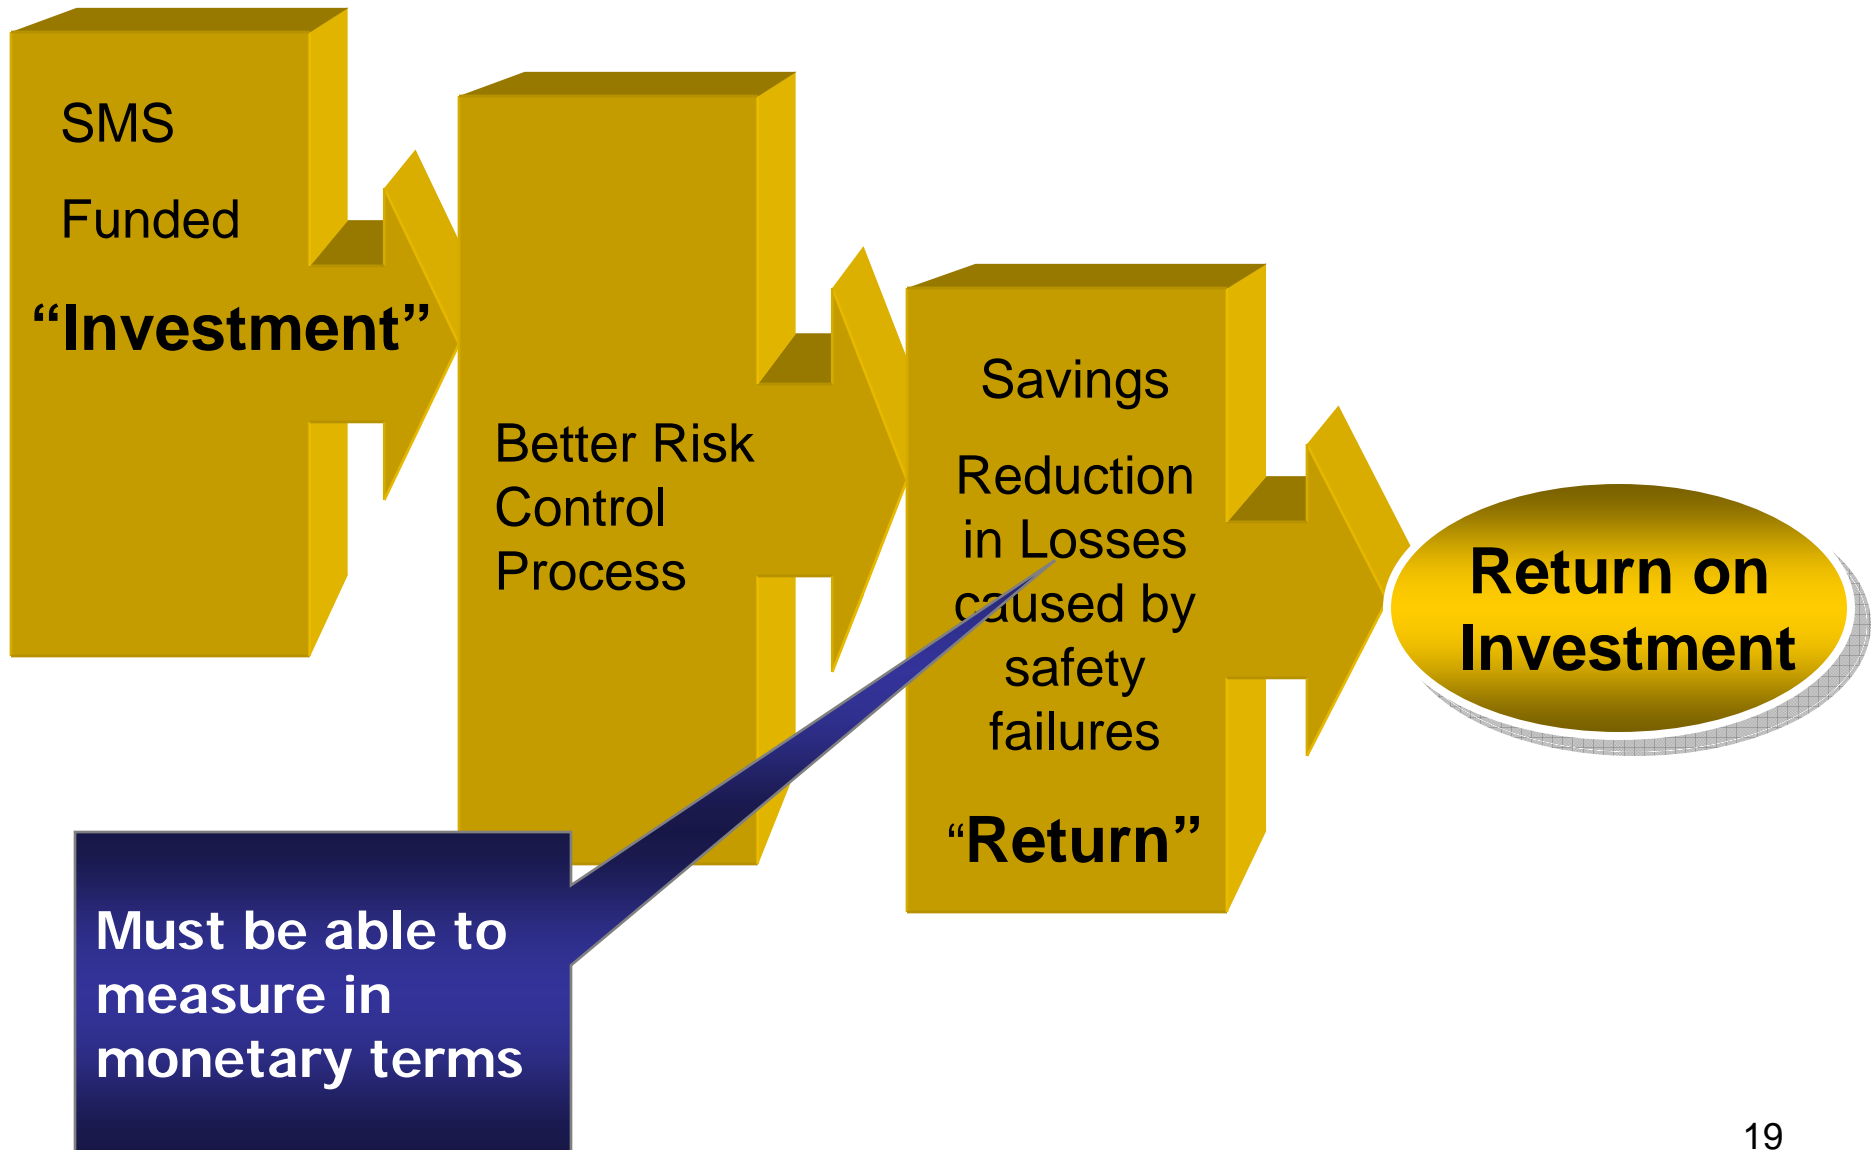 SMS
Funded
“Investment”
Better Risk
Control
Process
Savings
Reduction
in Losses
caused by
safety
failures
“Return”
Return on
Investment
Must be able to
measure in
monetary terms
19